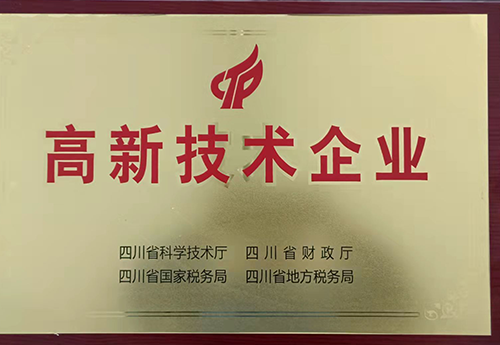 高新技术企业
四川省科学技术厅 四川省财政厅
四川省国家税务局 四川省地方税务局